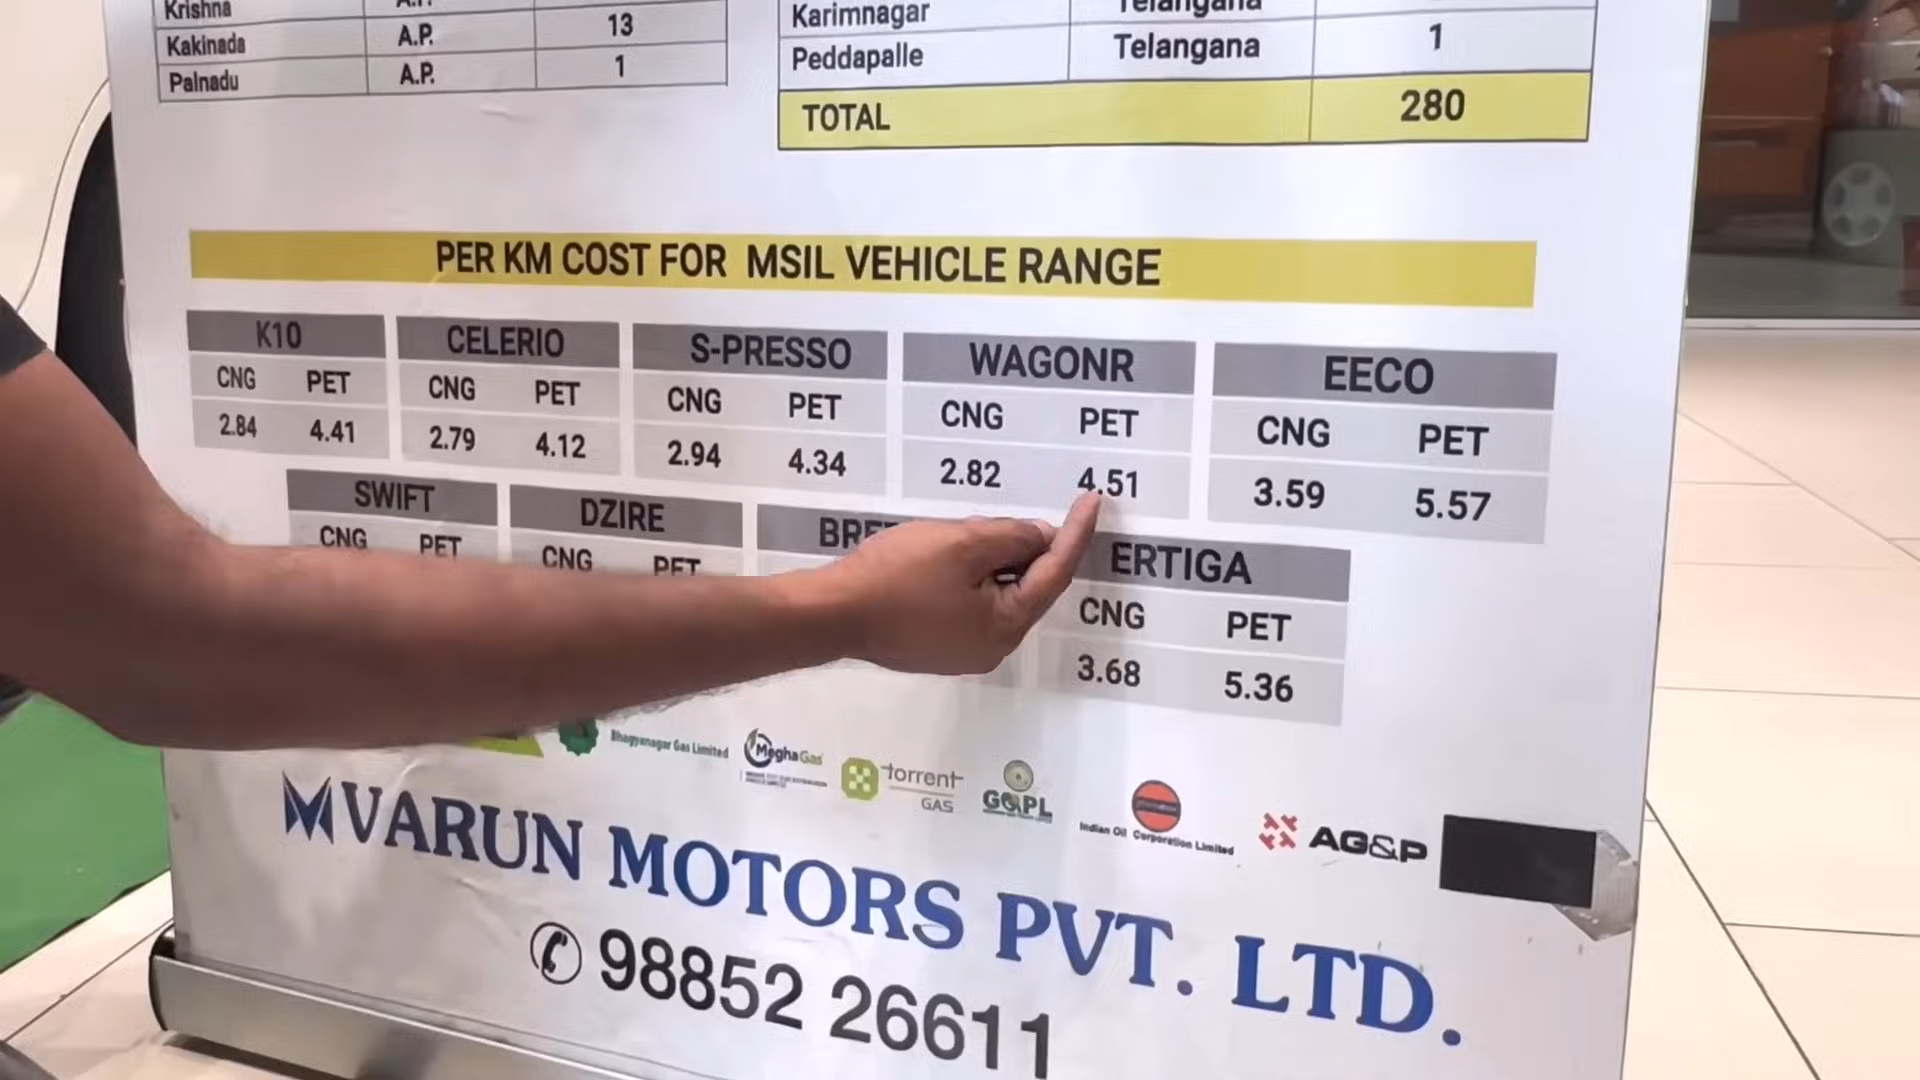 Krishna
Kakinada A.P. 13
Palnadu A.P. 1
Karimnagar Telangana
Peddapalle Telangana 1
TOTAL 280
PER KM COST FOR MSIL VEHICLE RANGE
K10 CELERIO S-PRESSO WAGONR EECO
CNG PET CNG PET CNG PET CNG PET CNG PET
2.84 4.41 2.79 4.12 2.94 4.34 2.82 4.51 3.59 5.57
SWIFT DZIRE ERTIGA
CNG PET CNG PET CNG PET
3.68 5.36
Bhagyanagar Gas Limited
MeghaGas
torrent
GAS
GGPL
Indian Oil Corporation Limited
AG&P
VARUN MOTORS PVT. LTD.
98852 26611